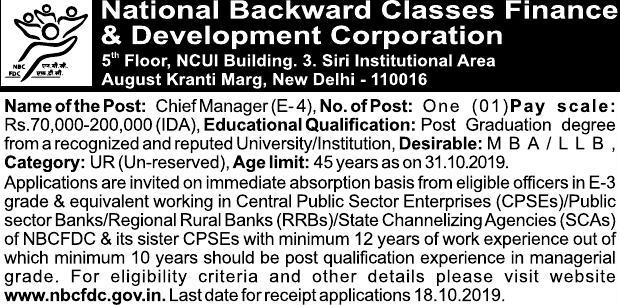 National Backward Classes Finance
& Development Corporation
5th Floor, NCUI Building. 3. Siri Institutional Area
August Kranti Marg, New Delhi - 110016
NBC
FDC
एन.बी.सी.
एफ.डी.सी.
Name of the Post: Chief Manager (E-4), No. of Post: One (01) Pay scale:
Rs.70,000-200,000 (IDA), Educational Qualification: Post Graduation degree
from a recognized and reputed University/Institution, Desirable: MBA/LLB,
Category: UR (Un-reserved), Age limit: 45 years as on 31.10.2019.
Applications are invited on immediate absorption basis from eligible officers in E-3
grade & equivalent working in Central Public Sector Enterprises (CPSEs)/Public
sector Banks/Regional Rural Banks (RRBs)/State Channelizing Agencies (SCAs)
of NBCFDC & its sister CPSEs with minimum 12 years of work experience out of
which minimum 10 years should be post qualification experience in managerial
grade. For eligibility criteria and other details please visit website
www.nbcfdc.gov.in. Last date for receipt applications 18.10.2019.